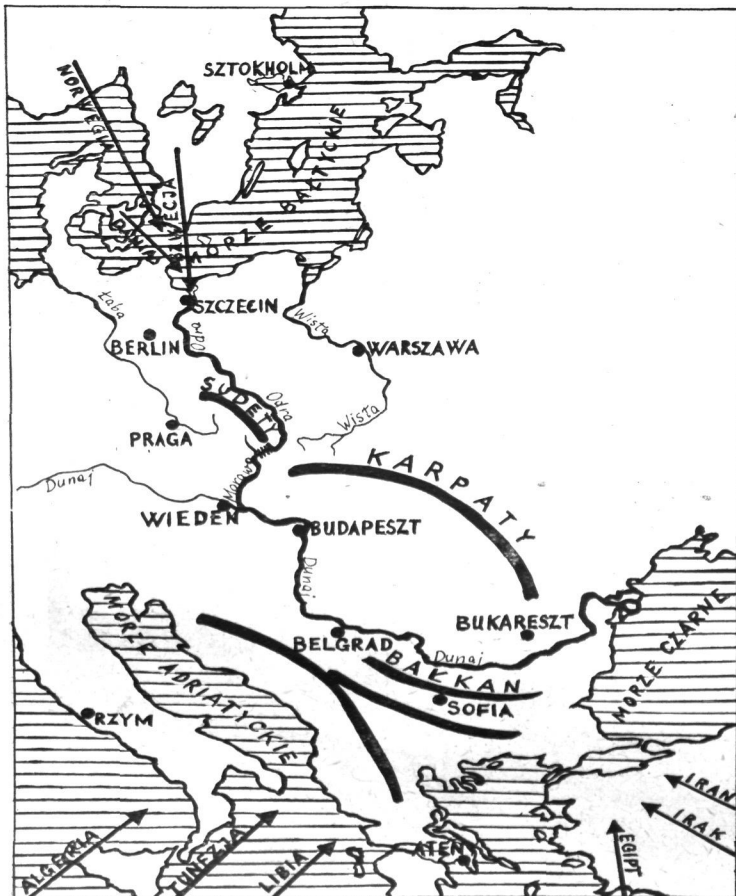 SZTOKHOLM
NORWEGIA
SZWECJA
DANIA
MORZE BAŁTYCKIE
SZCZECIN
Łaba
Odra
Wisła
BERLIN
WARSZAWA
SUDETY
Odra
Wisła
PRAGA
KARPATY
Dunaj
Morawa
WIEDEŃ
BUDAPESZT
Dunaj
BUKARESZT
BELGRAD
Dunaj
BAŁKAN
SOFIA
MORZE CZARNE
MORZE ADRIATYCKIE
RZYM
IRAN
IRAK
EGIPT
ALGERIA
TUNEZJA
LIBIA
ATEN